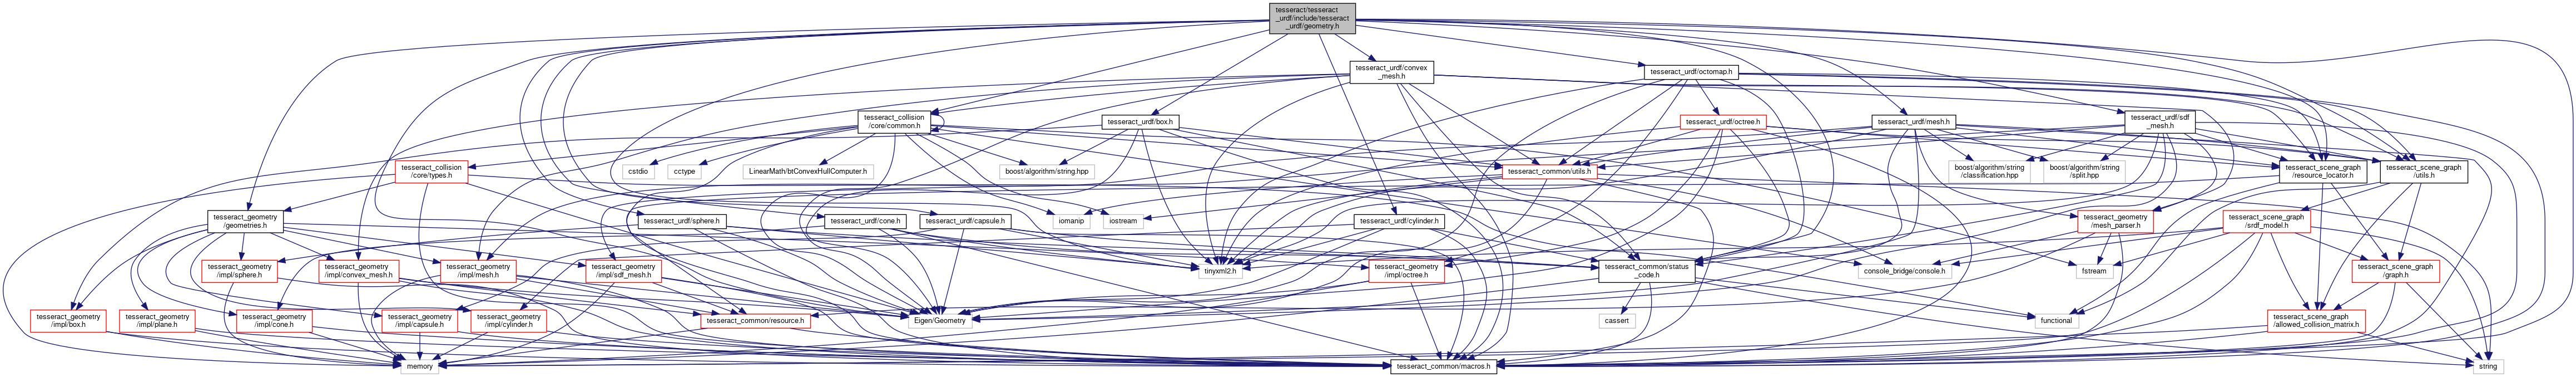 tesseract/tesseract
_urdf/include/tesseract
_urdf/geometry.h
tesseract_urdf/convex
_mesh.h
tesseract_urdf/octomap.h
tesseract_collision
/core/common.h
tesseract_urdf/box.h
tesseract_urdf/octree.h
tesseract_urdf/mesh.h
tesseract_urdf/sdf
_mesh.h
tesseract_collision
/core/types.h
cstdio
cctype
LinearMath/btConvexHullComputer.h
boost/algorithm/string.hpp
tesseract_common/utils.h
boost/algorithm/string
/classification.hpp
boost/algorithm/string
/split.hpp
tesseract_scene_graph
/resource_locator.h
tesseract_scene_graph
/utils.h
tesseract_geometry
/geometries.h
tesseract_urdf/sphere.h
tesseract_urdf/cone.h
tesseract_urdf/capsule.h
iomanip
iostream
tesseract_urdf/cylinder.h
tesseract_geometry
/mesh_parser.h
tesseract_scene_graph
/srdf_model.h
tesseract_geometry
/impl/sphere.h
tesseract_geometry
/impl/convex_mesh.h
tesseract_geometry
/impl/mesh.h
tesseract_geometry
/impl/sdf_mesh.h
tinyxml2.h
tesseract_geometry
/impl/octree.h
tesseract_common/status
_code.h
console_bridge/console.h
fstream
tesseract_scene_graph
/graph.h
tesseract_geometry
/impl/box.h
tesseract_geometry
/impl/plane.h
tesseract_geometry
/impl/cone.h
tesseract_geometry
/impl/capsule.h
tesseract_geometry
/impl/cylinder.h
tesseract_common/resource.h
Eigen/Geometry
cassert
functional
tesseract_scene_graph
/allowed_collision_matrix.h
memory
tesseract_common/macros.h
string